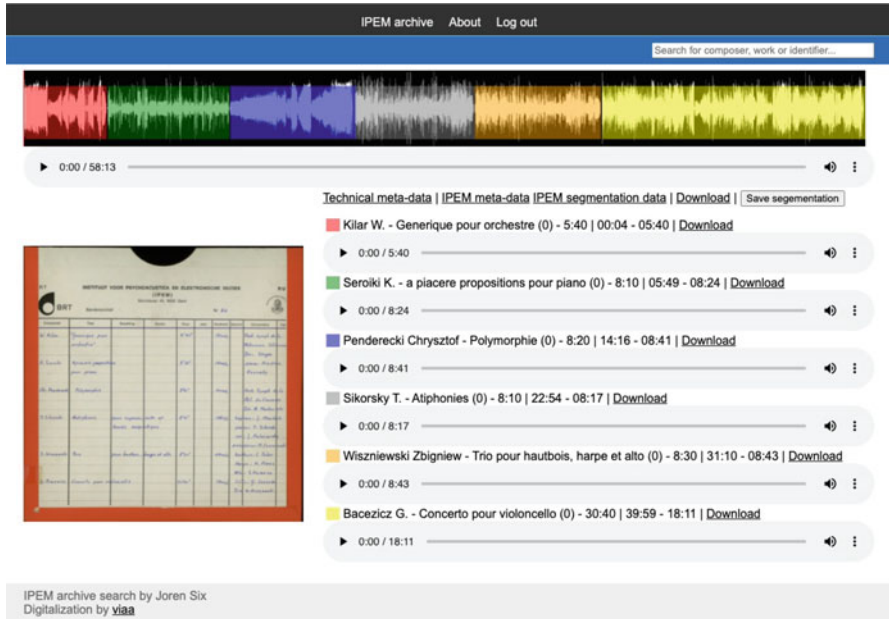 IPEM archive About Log out
Search for composer, work or identifier...
0:00 / 58:13
Technical meta-data | IPEM meta-data IPEM segmentation data | Download | Save segementation
Kilar W. - Generique pour orchestre (0) - 5:40 | 00:04 - 05:40 | Download
0:00 / 5:40
Seroiki K. - a piacere propositions pour piano (0) - 8:10 | 05:49 - 08:24 | Download
0:00 / 8:24
Penderecki Chrysztof - Polymorphie (0) - 8:20 | 14:16 - 08:41 | Download
0:00 / 8:41
Sikorsky T. - Atiphonies (0) - 8:10 | 22:54 - 08:17 | Download
0:00 / 8:17
Wiszniewski Zbigniew - Trio pour hautbois, harpe et alto (0) - 8:30 | 31:10 - 08:43 | Download
0:00 / 8:43
Bacezicz G. - Concerto pour violoncello (0) - 30:40 | 39:59 - 18:11 | Download
0:00 / 18:11
INSTITUUT VOOR PSYCHOACUSTICA EN ELEKTRONISCHE MUZIEK
(IPEM)
BRT
IPEM archive search by Joren Six
Digitalization by viaa